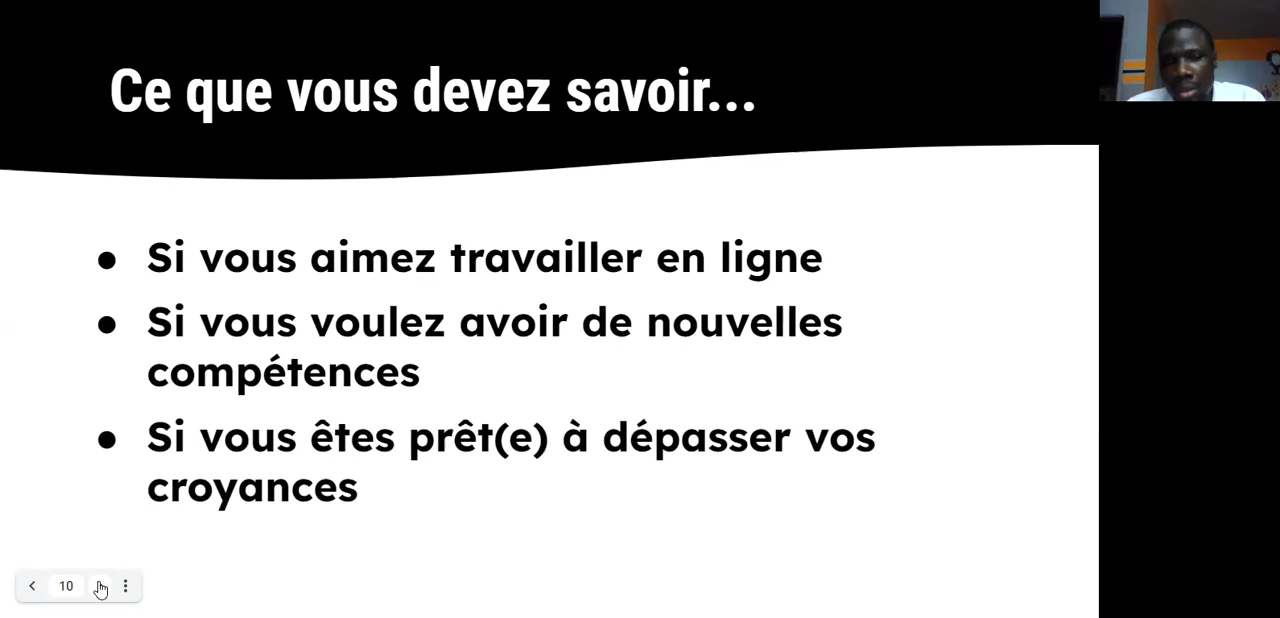 Ce que vous devez savoir...
● Si vous aimez travailler en ligne
● Si vous voulez avoir de nouvelles
compétences
● Si vous êtes prêt(e) à dépasser vos
croyances
10